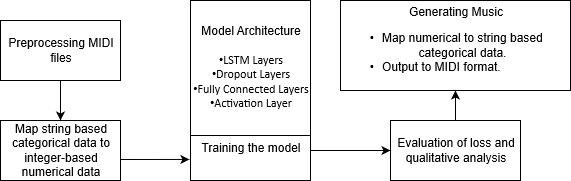 Preprocessing MIDI
files
Map string based
categorical data to
integer-based
numerical data
Model Architecture
•LSTM Layers
•Dropout Layers
•Fully Connected Layers
•Activation Layer
Training the model
Evaluation of loss and
qualitative analysis
Generating Music
• Map numerical to string based
categorical data.
• Output to MIDI format.